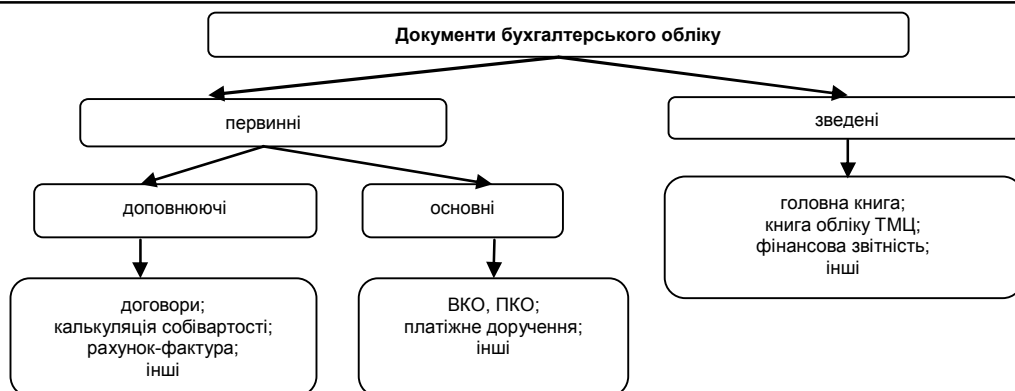 Документи бухгалтерського обліку
первинні
зведені
доповнюючі
основні
головна книга;
книга обліку ТМЦ;
фінансова звітність;
інші
договори;
калькуляція собівартості;
рахунок-фактура;
інші
ВКО, ПКО;
платіжне доручення;
інші